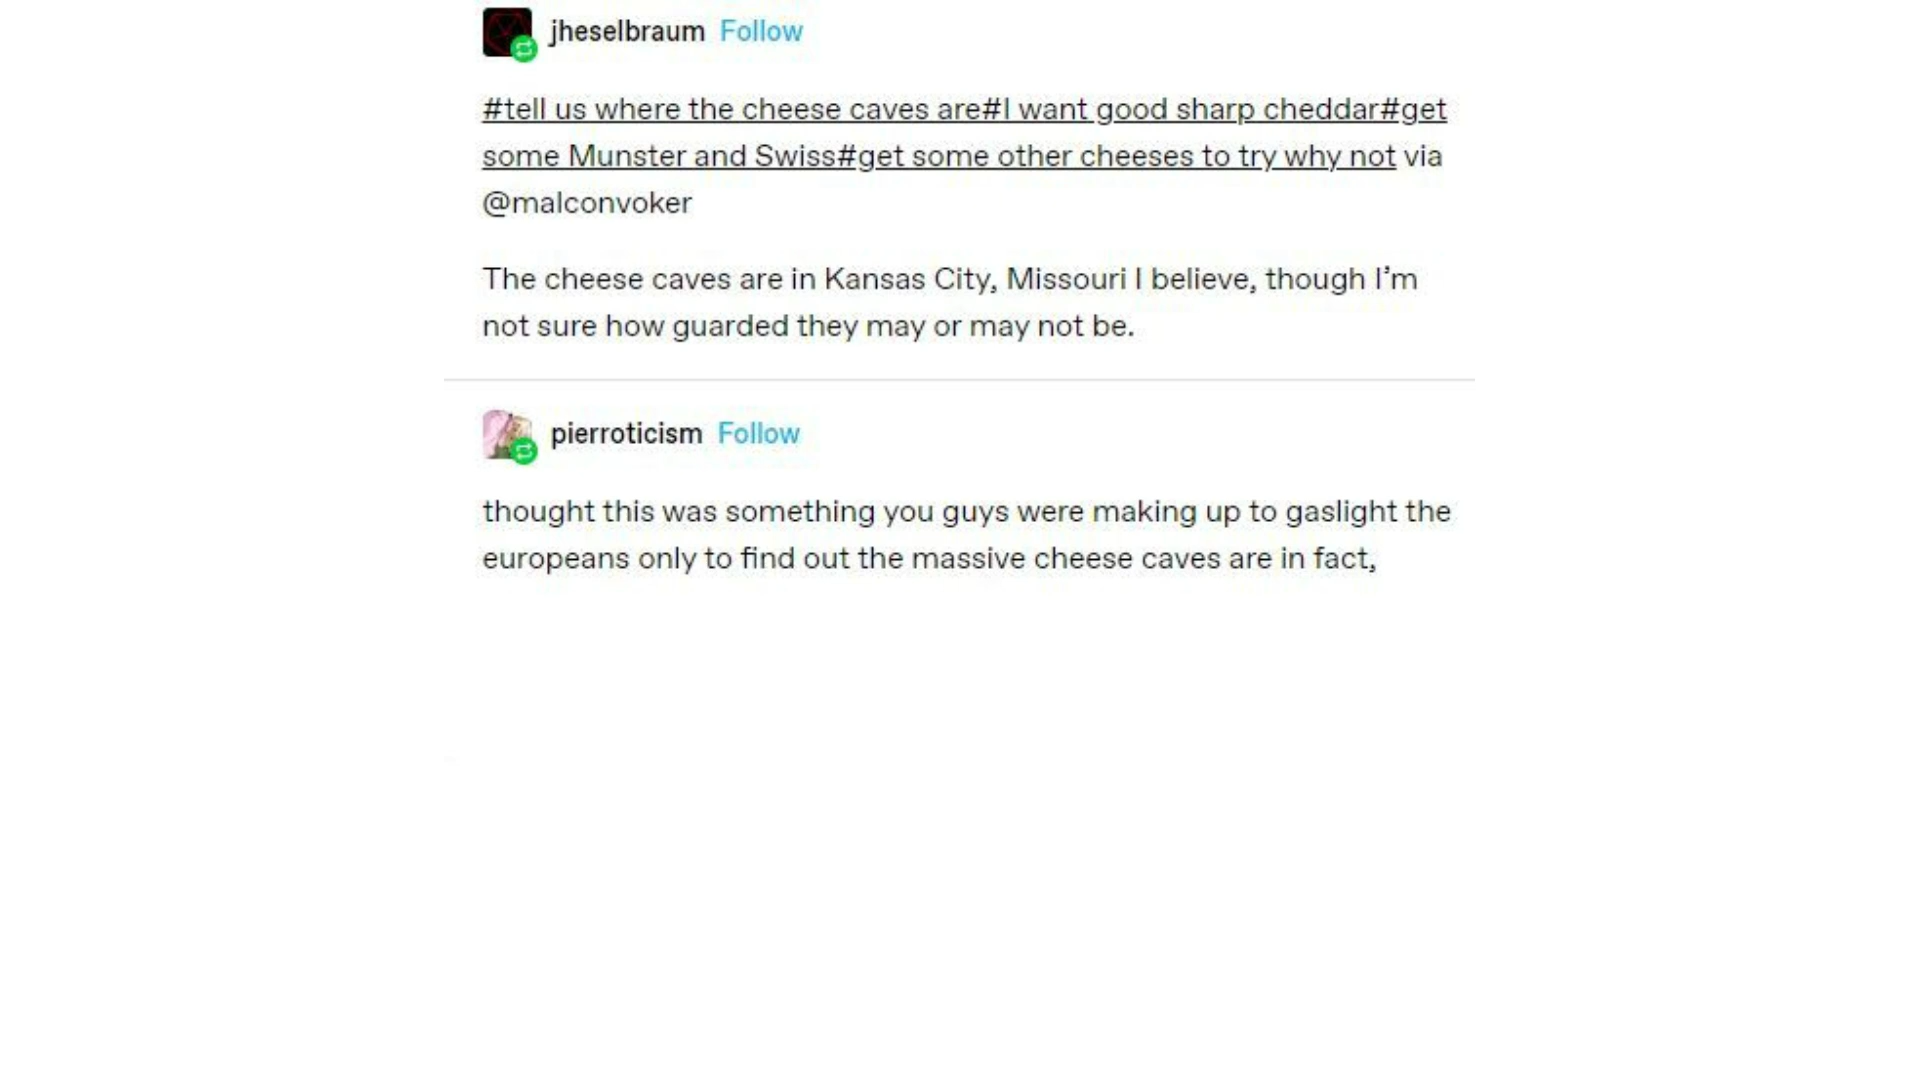 jheselbraum Follow
#tell us where the cheese caves are#I want good sharp cheddar#get
some Munster and Swiss#get some other cheeses to try why not via
@malconvoker
The cheese caves are in Kansas City, Missouri I believe, though I’m
not sure how guarded they may or may not be.
pierroticism Follow
thought this was something you guys were making up to gaslight the
europeans only to find out the massive cheese caves are in fact,